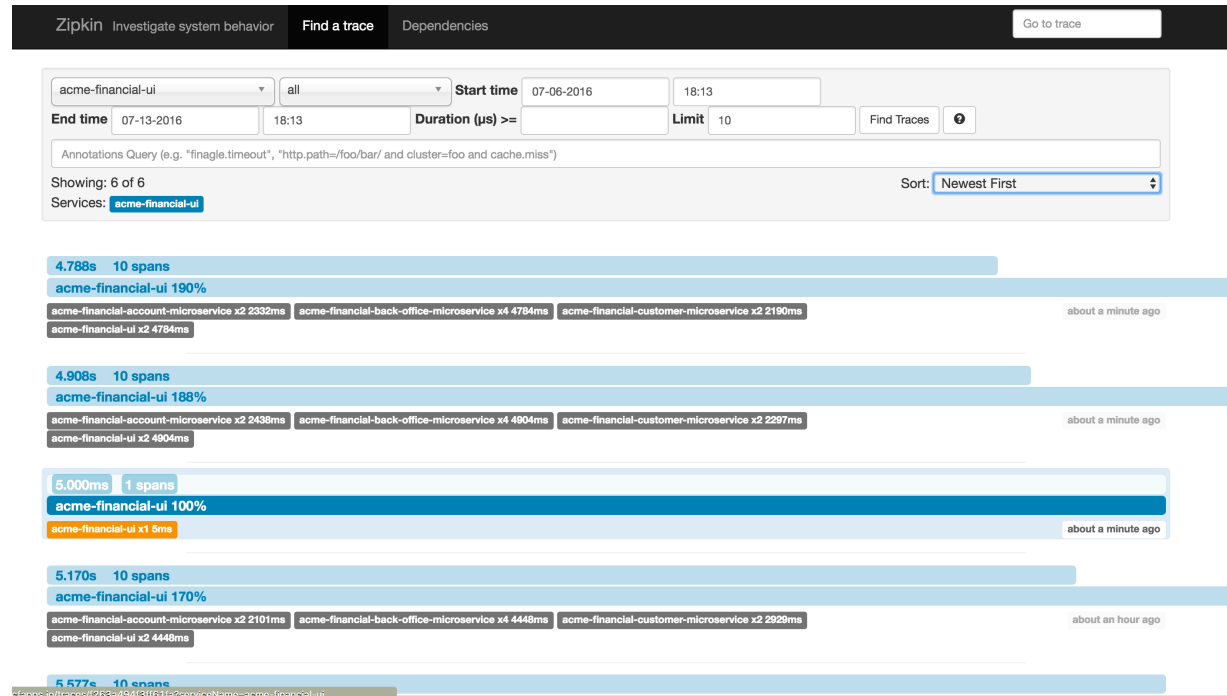 Zipkin Investigate system behavior Find a trace Dependencies Go to trace
acme-financial-ui all Start time 07-06-2016 18:13
End time 07-13-2016 18:13 Duration (µs) >= Limit 10 Find Traces ?
Annotations Query (e.g. "finagle.timeout", "http.path=/foo/bar/ and cluster=foo and cache.miss")
Showing: 6 of 6 Sort: Newest First
Services: acme-financial-ui
4.788s 10 spans
acme-financial-ui 190%
acme-financial-account-microservice x2 2332ms acme-financial-back-office-microservice x4 4784ms acme-financial-customer-microservice x2 2190ms about a minute ago
acme-financial-ui x2 4784ms
4.908s 10 spans
acme-financial-ui 188%
acme-financial-account-microservice x2 2438ms acme-financial-back-office-microservice x4 4904ms acme-financial-customer-microservice x2 2297ms about a minute ago
acme-financial-ui x2 4904ms
5.000ms 1 spans
acme-financial-ui 100%
acme-financial-ui x1 5ms about a minute ago
5.170s 10 spans
acme-financial-ui 170%
acme-financial-account-microservice x2 2101ms acme-financial-back-office-microservice x4 4448ms acme-financial-customer-microservice x2 2929ms about an hour ago
acme-financial-ui x2 4448ms
5.577s 10 spans